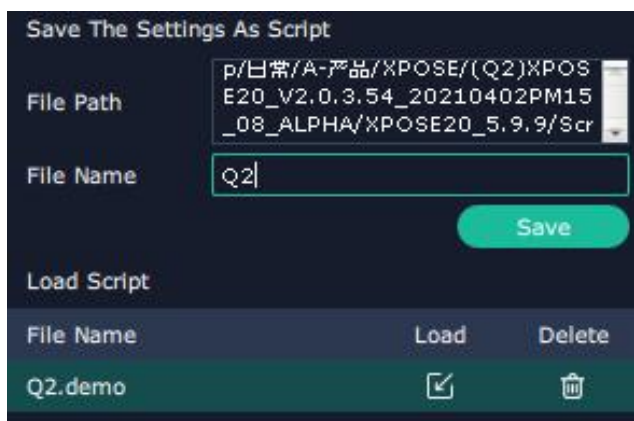 Save The Settings As Script
File Path
p/日常/A-产品/XPOSE/(Q2)XPOS
E20_V2.0.3.54_20210402PM15
_08_ALPHA/XPOSE20_5.9.9/Scr
File Name
Q2
Save
Load Script
File Name Load Delete
Q2.demo